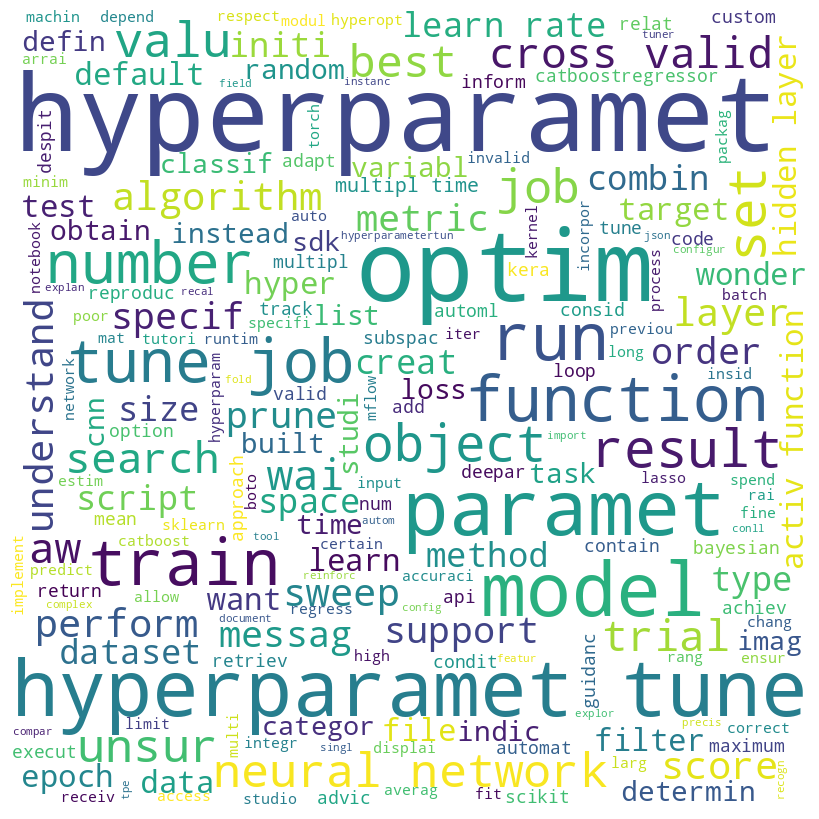 machin depend respect modul hyperopt learn rate relat tuner custom
defin valu initi best cross valid
arrai default random field instanc inform catboostregressor
hyperparamet
despit torch packag hidden layer
minim classif adapt variabl invalid
test algorithm multipl time job combin set
obtain instead auto metric kernel incorpor target
notebook sdk hyperparametertun tune json code
number multipl optim configur wonder
explan reproduc recal hyper kera process batch
poor specif track list automl consid layer
understand specifi
mat tutori runtim subspac iter run previou long order
network tune job creat loop insid activ function
hyperparam fold valid mflow loss add function
cnn size prune studi
option built object import result
search wai deepar task lasso spend
estim script approach boto space input num paramet rai
mean sklearn time fine
catboost tool autom certain method contain con11 bayesian
implement aw train learn accuraci model type
predict return allow reinforc want sweep api achiev
complex regress config
perform document messag support trial chang imag
dataset retriev high condit featur guidanc rang ensur
hyperparamet tune
compar limit categor file indic explor precis correct
unsur multi integr singl displai automat filter maximum
execut neural network larg score
epoch data averag fit scikit determin recogn
receiv tpe access studio advic